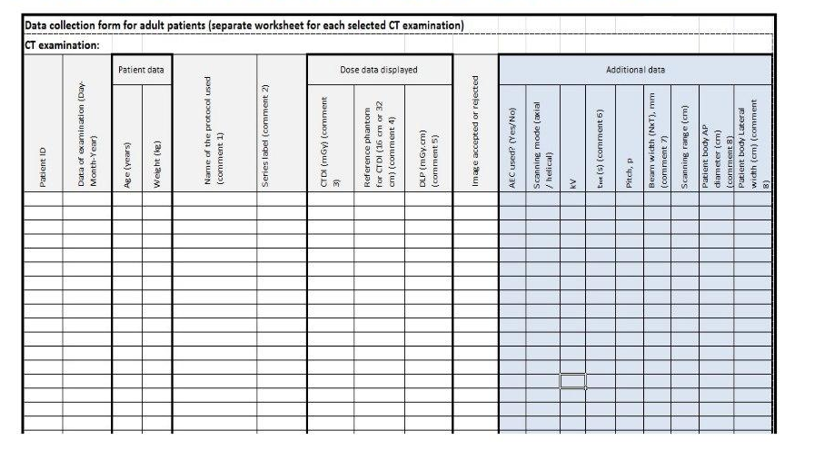 Data collection form for adult patients (separate worksheet for each selected CT examination)
CT examination:
Patient data
Dose data displayed
Additional data
Patient ID
Data of examination (Day-
Month-Year)
Age (years)
Weight (kg)
Name of the protocol used
(comment 1)
Series label (comment 2)
CTDI (mGy) (comment
3)
Reference phantom
for CTDI (16 cm or 32
cm) (comment 4)
DLP (mGy.cm)
(comment 5)
Image accepted or rejected
AEC used? (Yes/No)
Scanning mode (axial
/ helical)
kV
(s) (comment 6)
Pitch, p
Beam width (NxT), mm
(comment 7)
Scanning range (cm)
Patient body AP
diameter (cm)
(comment 8)
Patient body Lateral
width (cm) (comment
8)